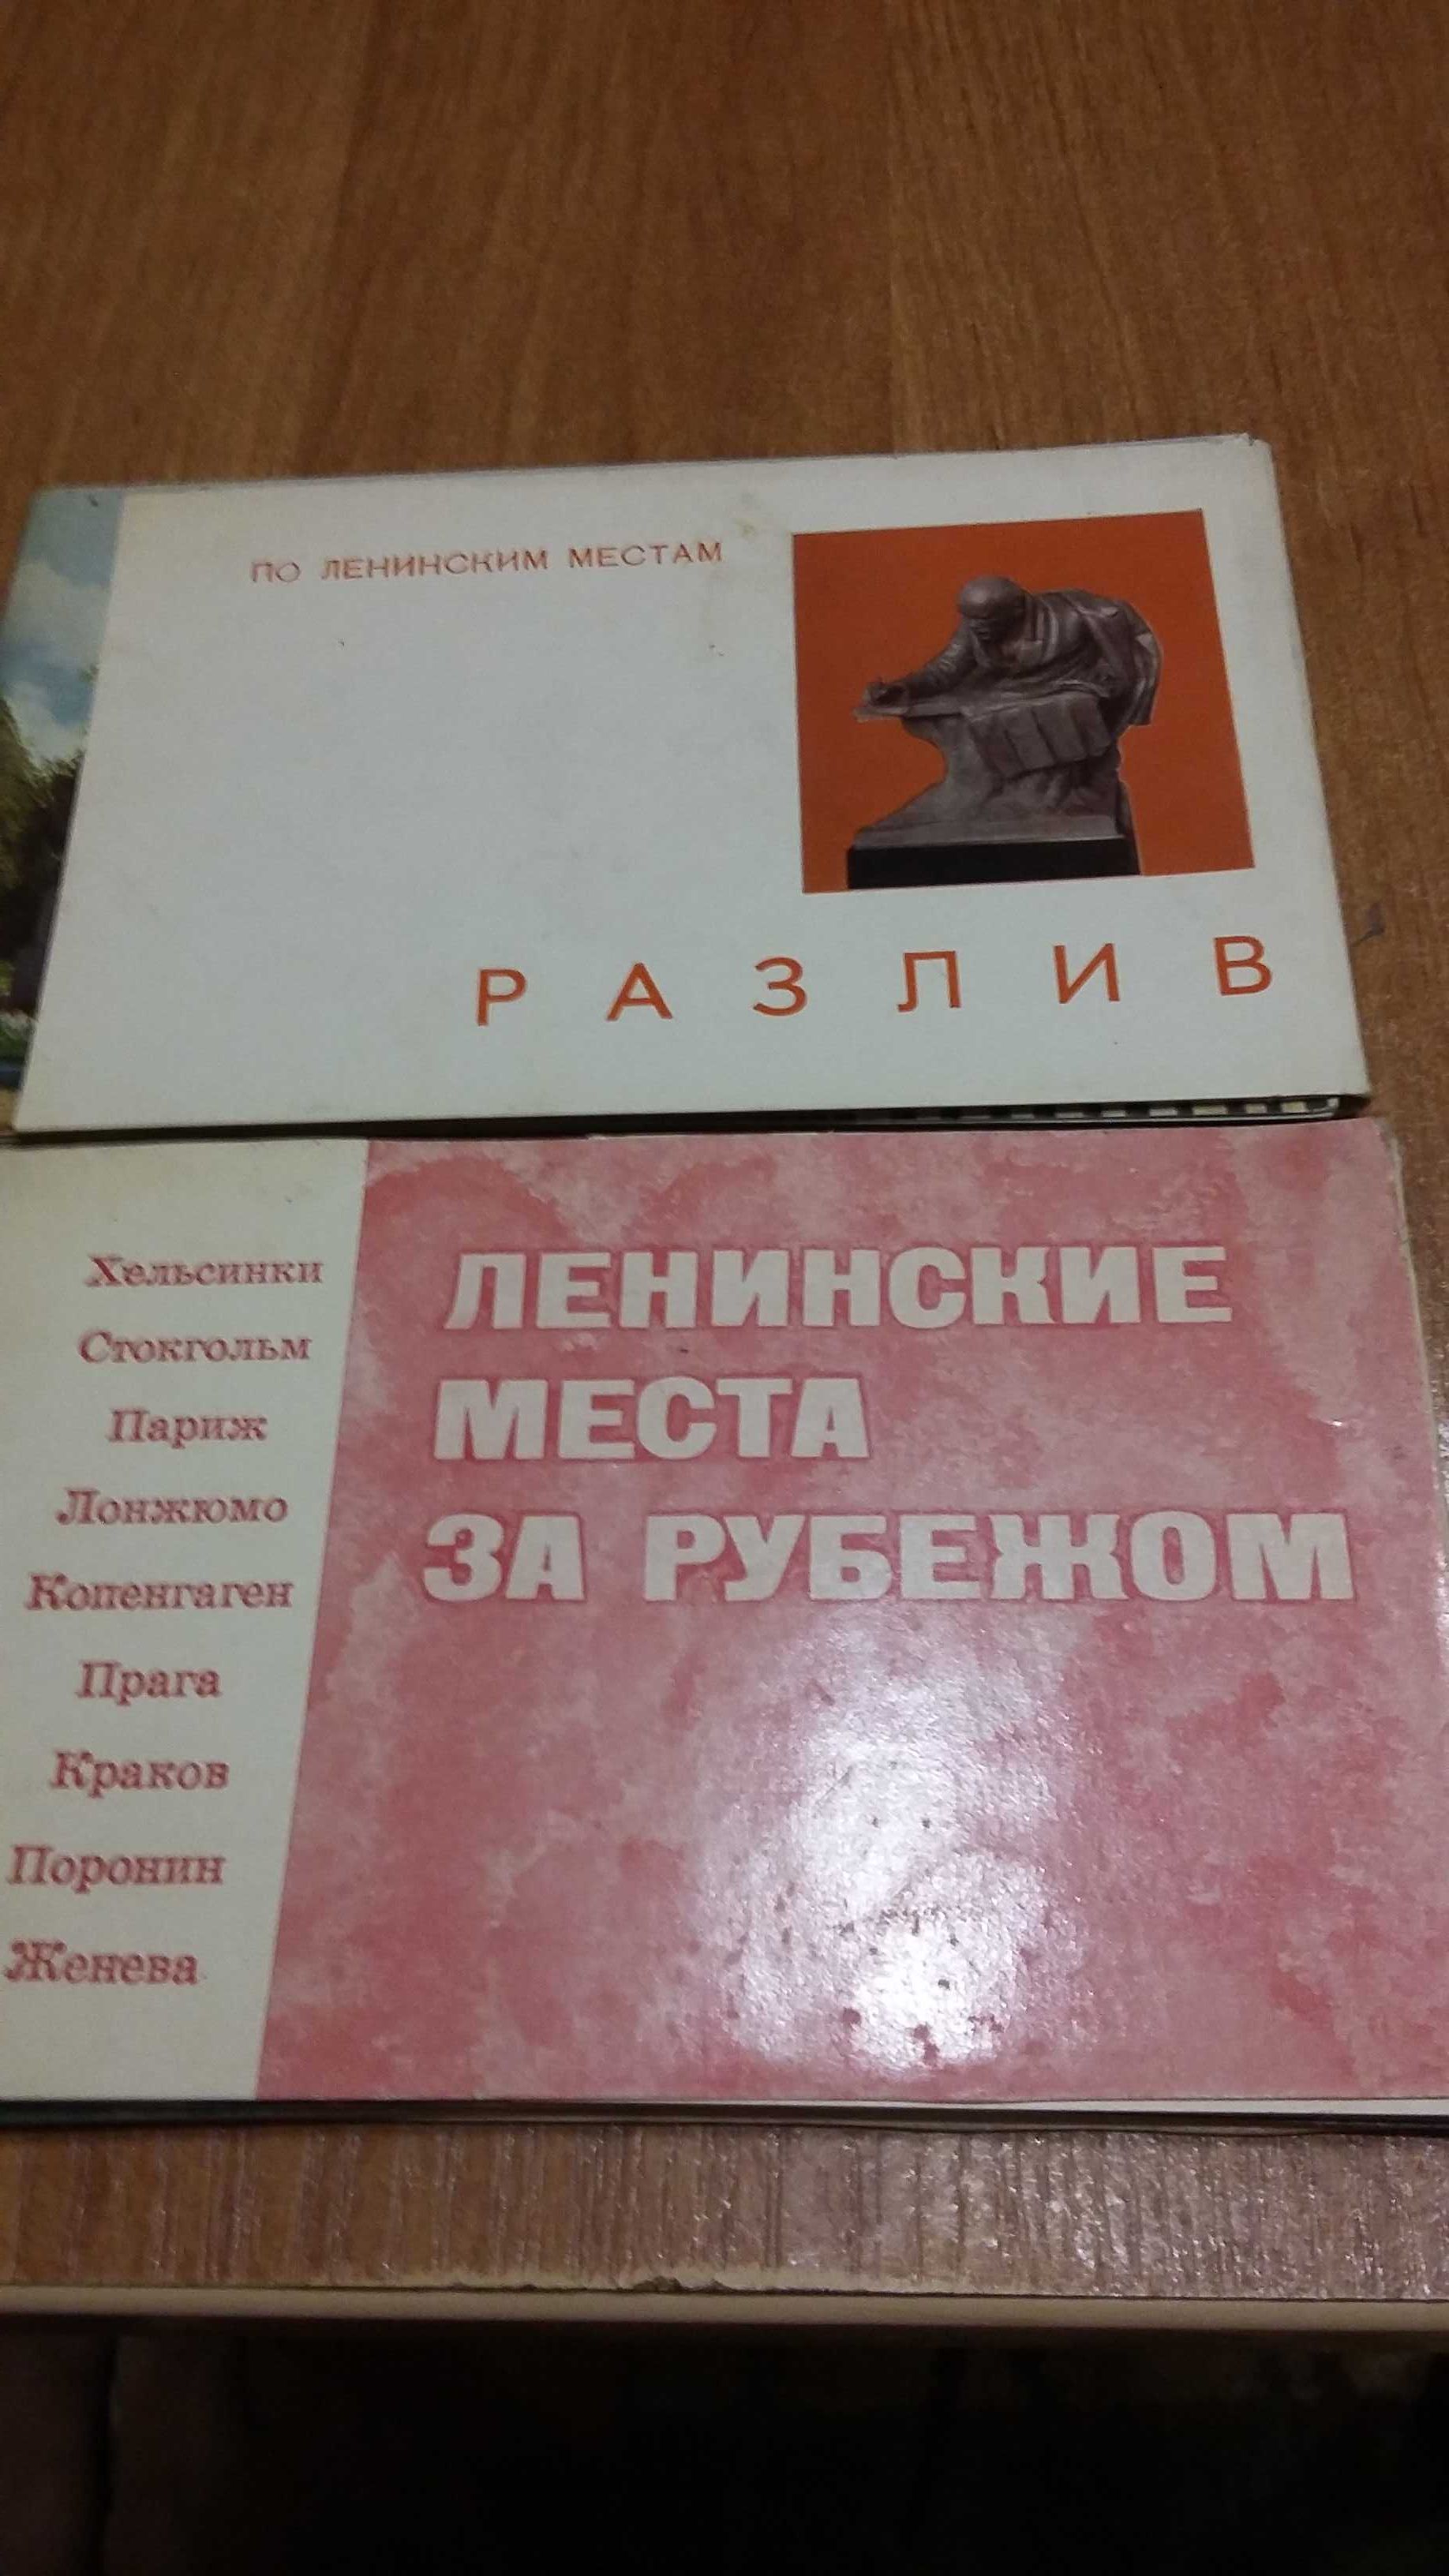 ПО ЛЕНИНСКИМ МЕСТАМ
РАЗЛИВ
Хельсинки
Стокгольм
Париж
Лонжюмо
Копенгаген
Прага
Краков
Поронин
Женева
ЛЕНИНСКИЕ
МЕСТА
ЗА РУБЕЖОМ